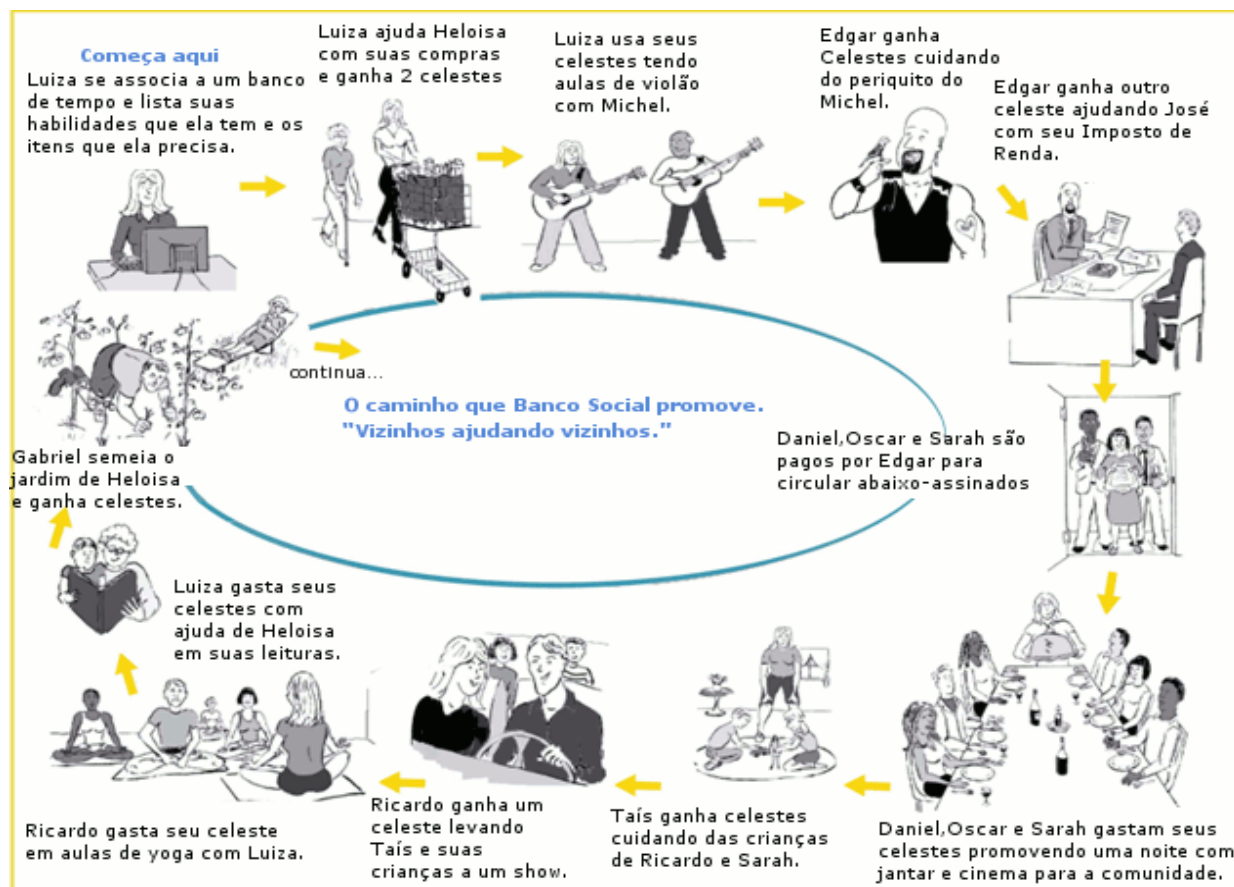 Começa aqui
Luiza se associa a um banco
de tempo e lista suas
habilidades que ela tem e os
itens que ela precisa.
Luiza ajuda Heloisa
com suas compras
e ganha 2 celestes
Luiza usa seus
celestes tendo
aulas de violão
com Michel.
Edgar ganha
Celestes cuidando
do periquito do
Michel.
Edgar ganha outro
celeste ajudando José
com seu Imposto de
Renda.
Daniel,Oscar e Sarah são
pagos por Edgar para
circular abaixo-assinados
Daniel,Oscar e Sarah gastam seus
celestes promovendo uma noite com
jantar e cinema para a comunidade.
Taís ganha celestes
cuidando das crianças
de Ricardo e Sarah.
Ricardo ganha um
celeste levando
Taís e suas
crianças a um show.
Ricardo gasta seu celeste
em aulas de yoga com Luiza.
Luiza gasta seus
celestes com
ajuda de Heloisa
em suas leituras.
Gabriel semeia o
jardim de Heloisa
e ganha celestes.
continua...
O caminho que Banco Social promove.
"Vizinhos ajudando vizinhos."